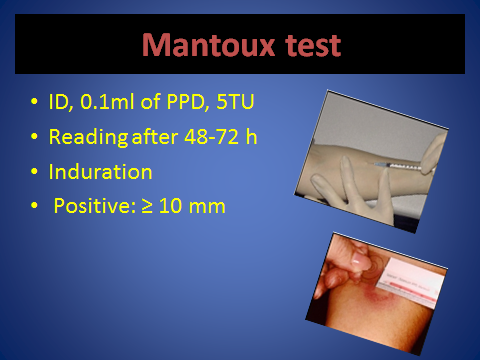 Mantoux test
• ID, 0.1ml of PPD, 5TU
• Reading after 48-72 h
• Induration
• Positive: ≥ 10 mm